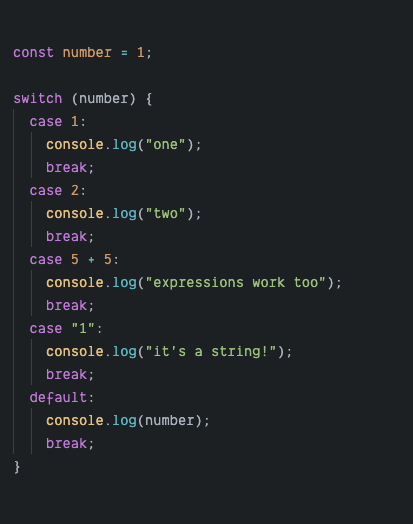 const number = 1;
switch (number) {
case 1:
console.log("one");
break;
case 2:
console.log("two");
break;
case 5 + 5:
console.log("expressions work too");
break;
case "1":
console.log("it's a string!");
break;
default:
console.log(number);
break;
}